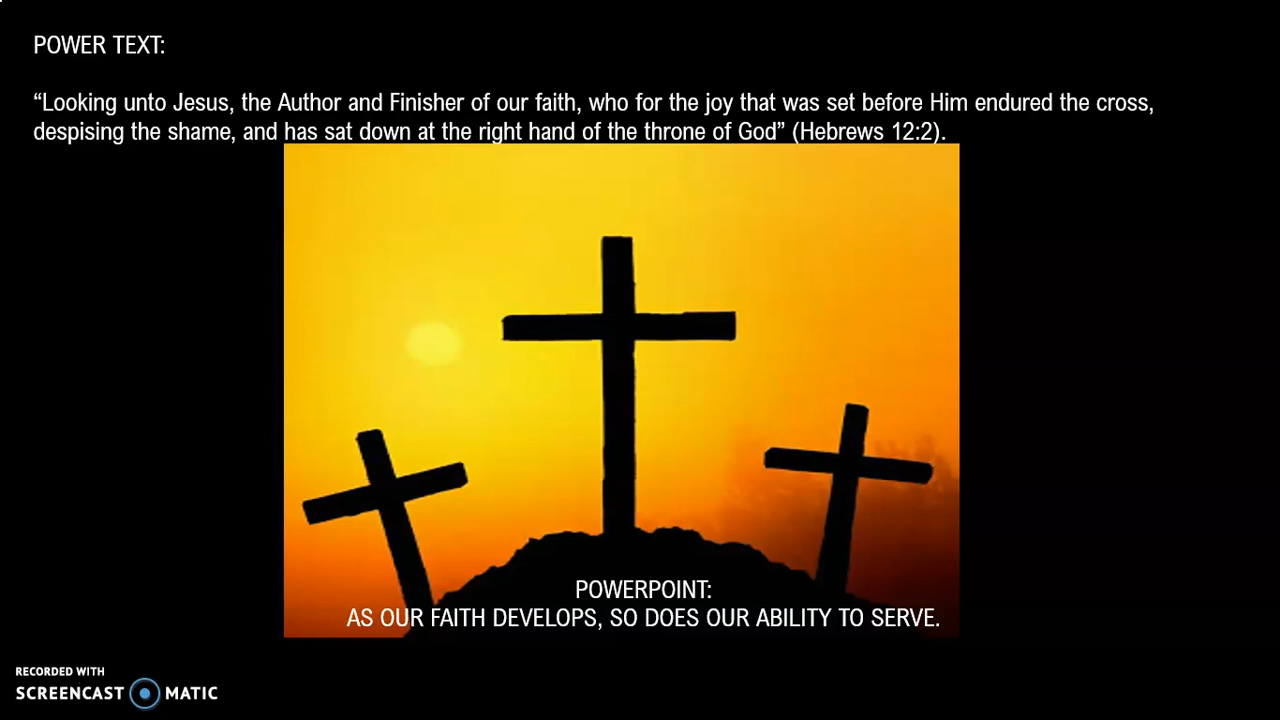 POWER TEXT:
“Looking unto Jesus, the Author and Finisher of our faith, who for the joy that was set before Him endured the cross,
despising the shame, and has sat down at the right hand of the throne of God” (Hebrews 12:2).
POWERPOINT:
AS OUR FAITH DEVELOPS, SO DOES OUR ABILITY TO SERVE.
RECORDED WITH
SCREENCAST MATIC